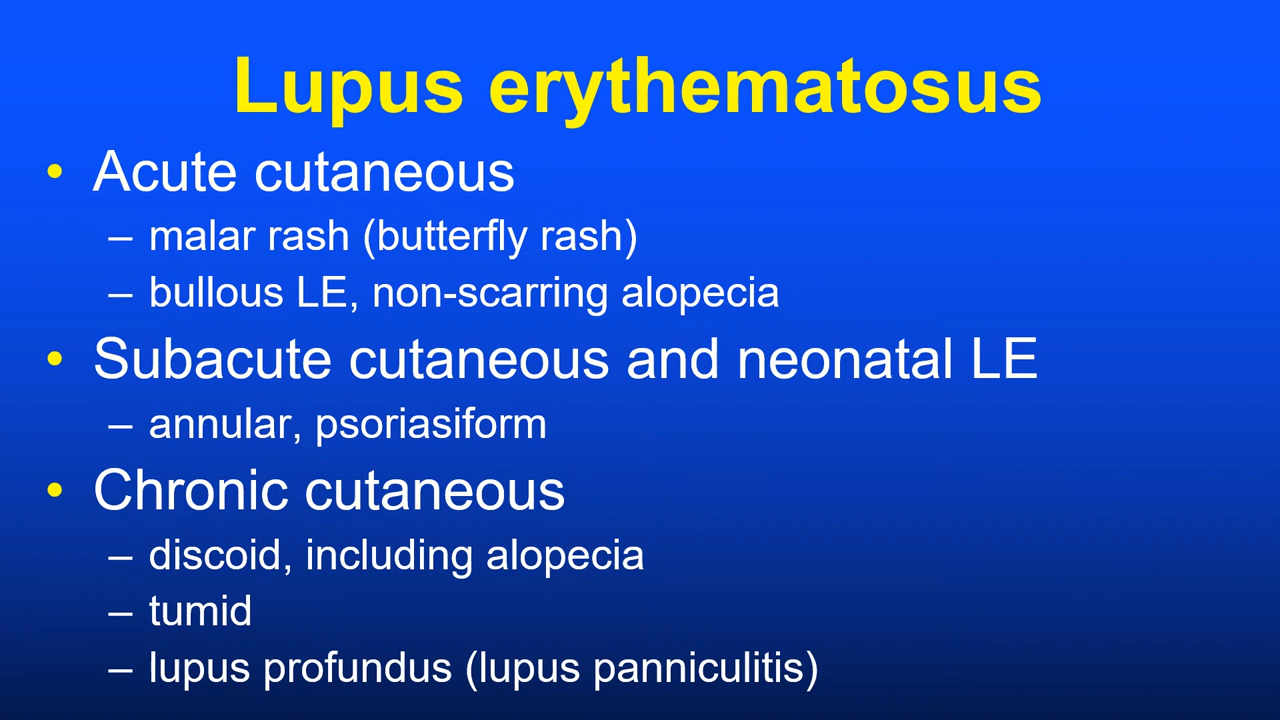 Lupus erythematosus
• Acute cutaneous
– malar rash (butterfly rash)
– bullous LE, non-scarring alopecia
• Subacute cutaneous and neonatal LE
– annular, psoriasiform
• Chronic cutaneous
– discoid, including alopecia
– tumid
– lupus profundus (lupus panniculitis)